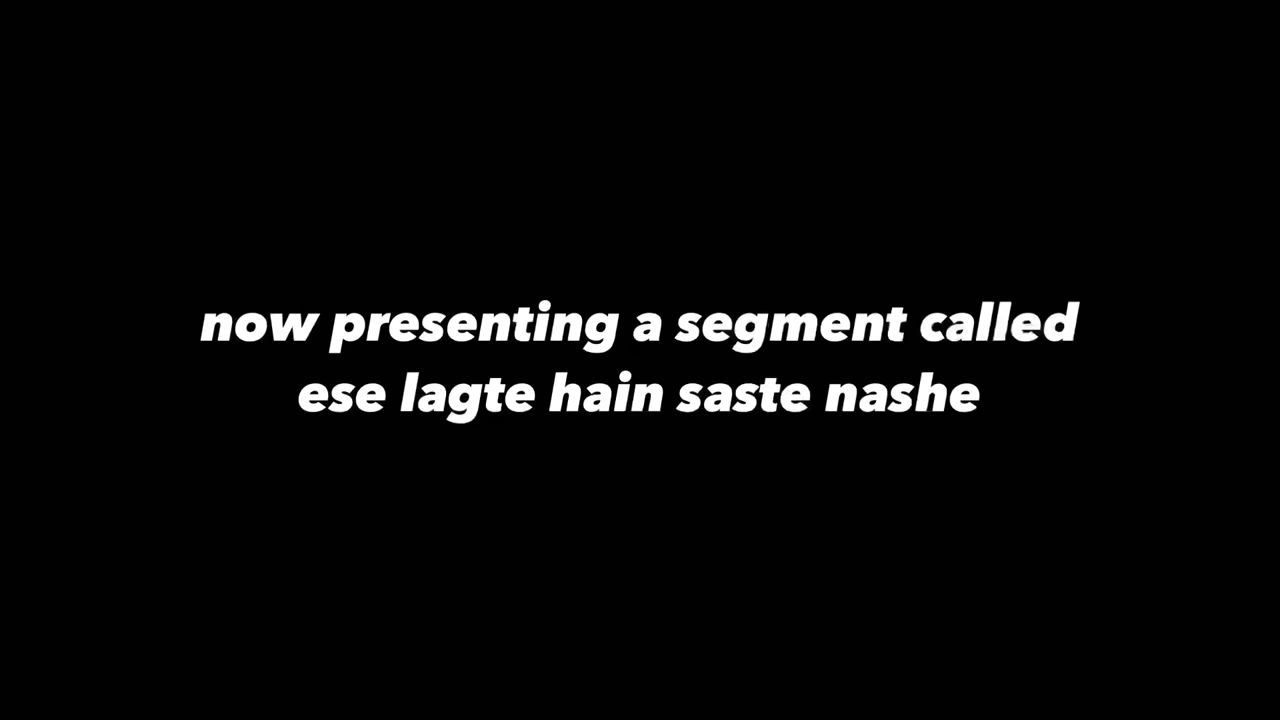 now presenting a segment called
ese lagte hain saste nashe